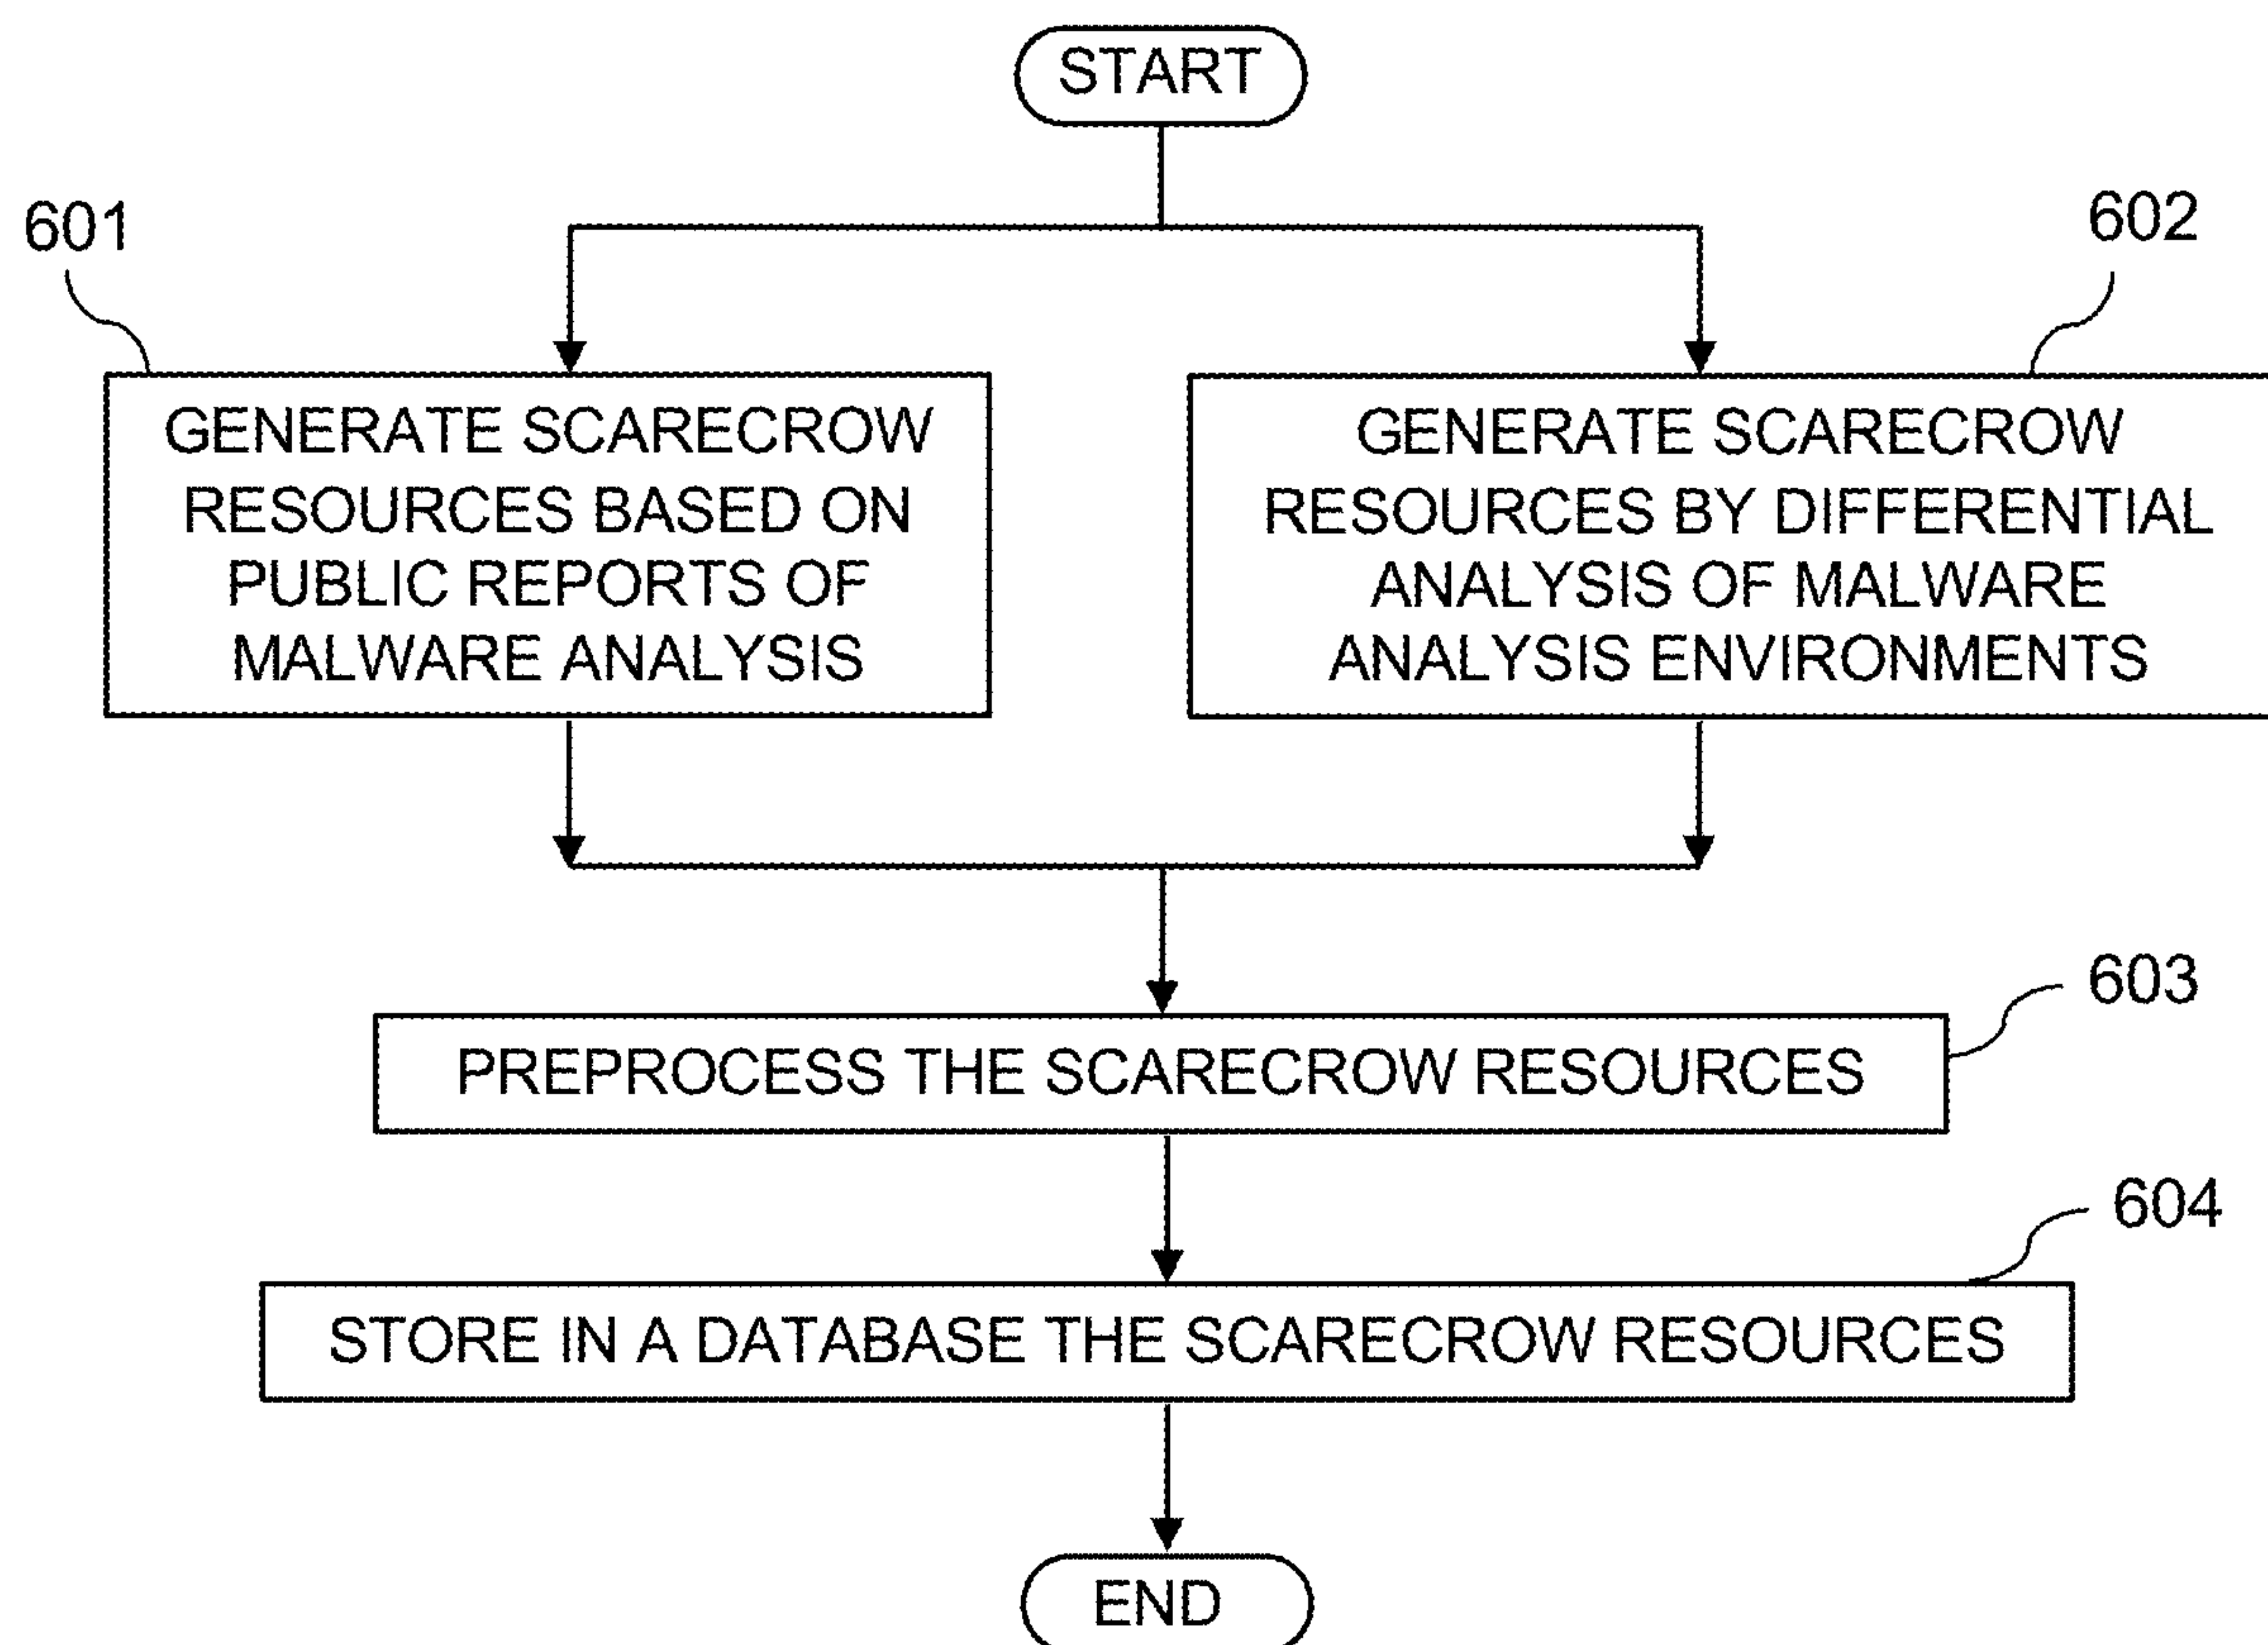 START
601
602
GENERATE SCARECROW
RESOURCES BASED ON
PUBLIC REPORTS OF
MALWARE ANALYSIS
GENERATE SCARECROW
RESOURCES BY DIFFERENTIAL
ANALYSIS OF MALWARE
ANALYSIS ENVIRONMENTS
603
PREPROCESS THE SCARECROW RESOURCES
604
STORE IN A DATABASE THE SCARECROW RESOURCES
END